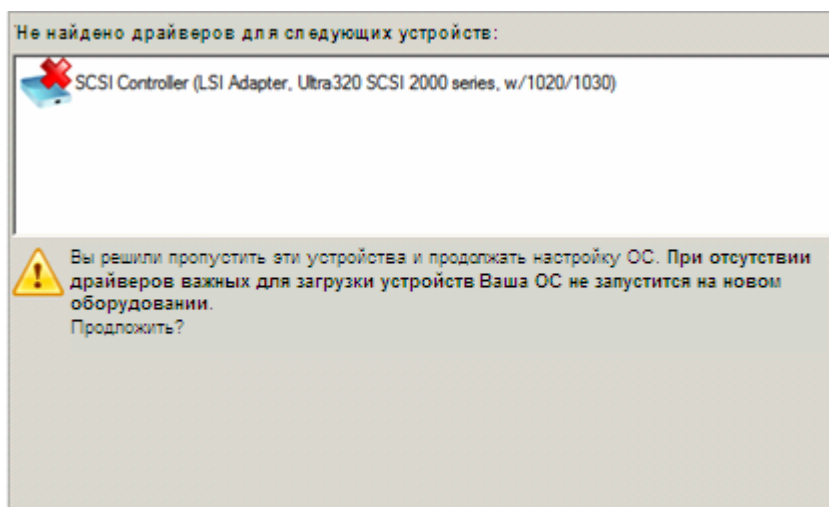 Не найдено драйверов для следующих устройств:
SCSI Controller (LSI Adapter, Ultra320 SCSI 2000 series, w/1020/1030)
Вы решили пропустить эти устройства и продолжать настройку ОС. При отсутствии
драйверов важных для загрузки устройств Ваша ОС не запустится на новом
оборудовании.
Продложить?